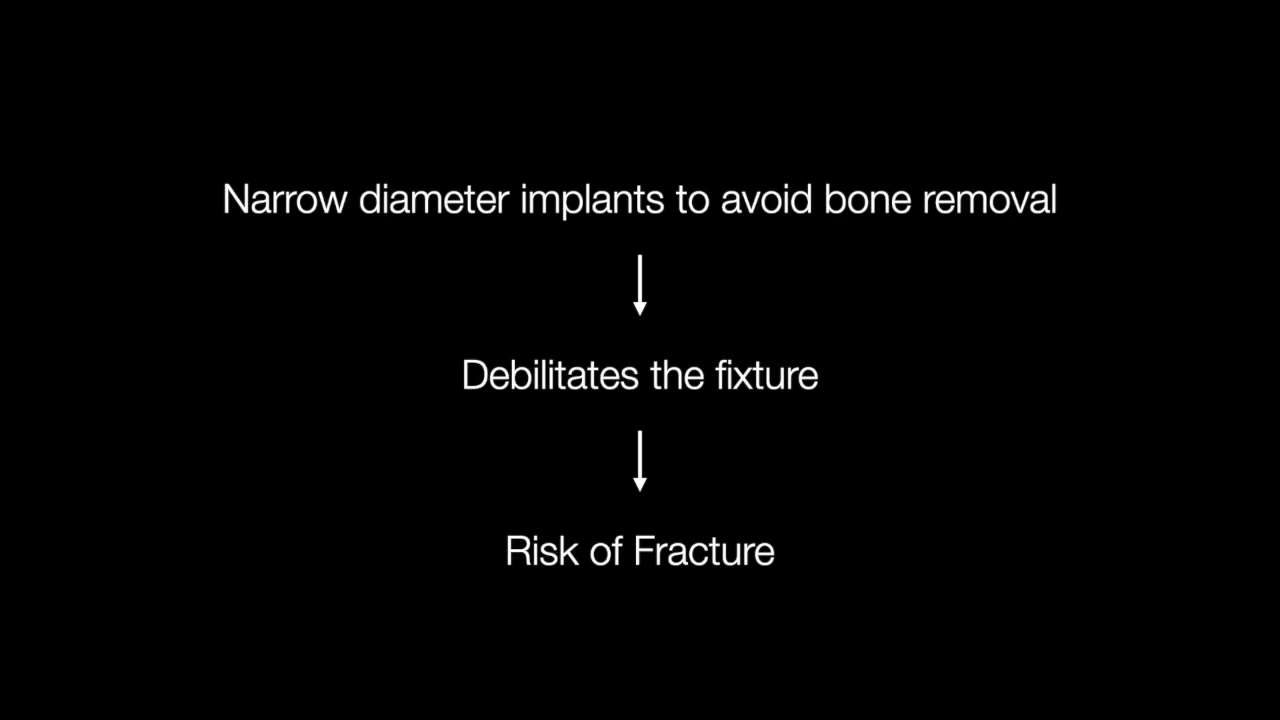 Narrow diameter implants to avoid bone removal
Debilitates the fixture
Risk of Fracture